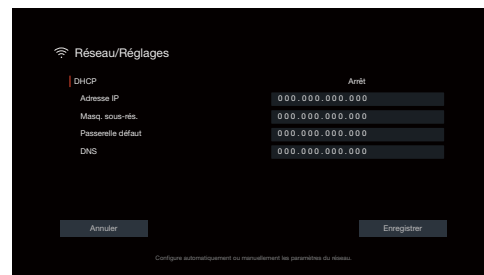 Réseau/Réglages
DHCP Arrêt
Adresse IP 000.000.000.000
Masq. sous-rés. 000.000.000.000
Passerelle défaut 000.000.000.000
DNS 000.000.000.000
Annuler Enregistrer
Configure automatiquement ou manuellement les paramètres du réseau.